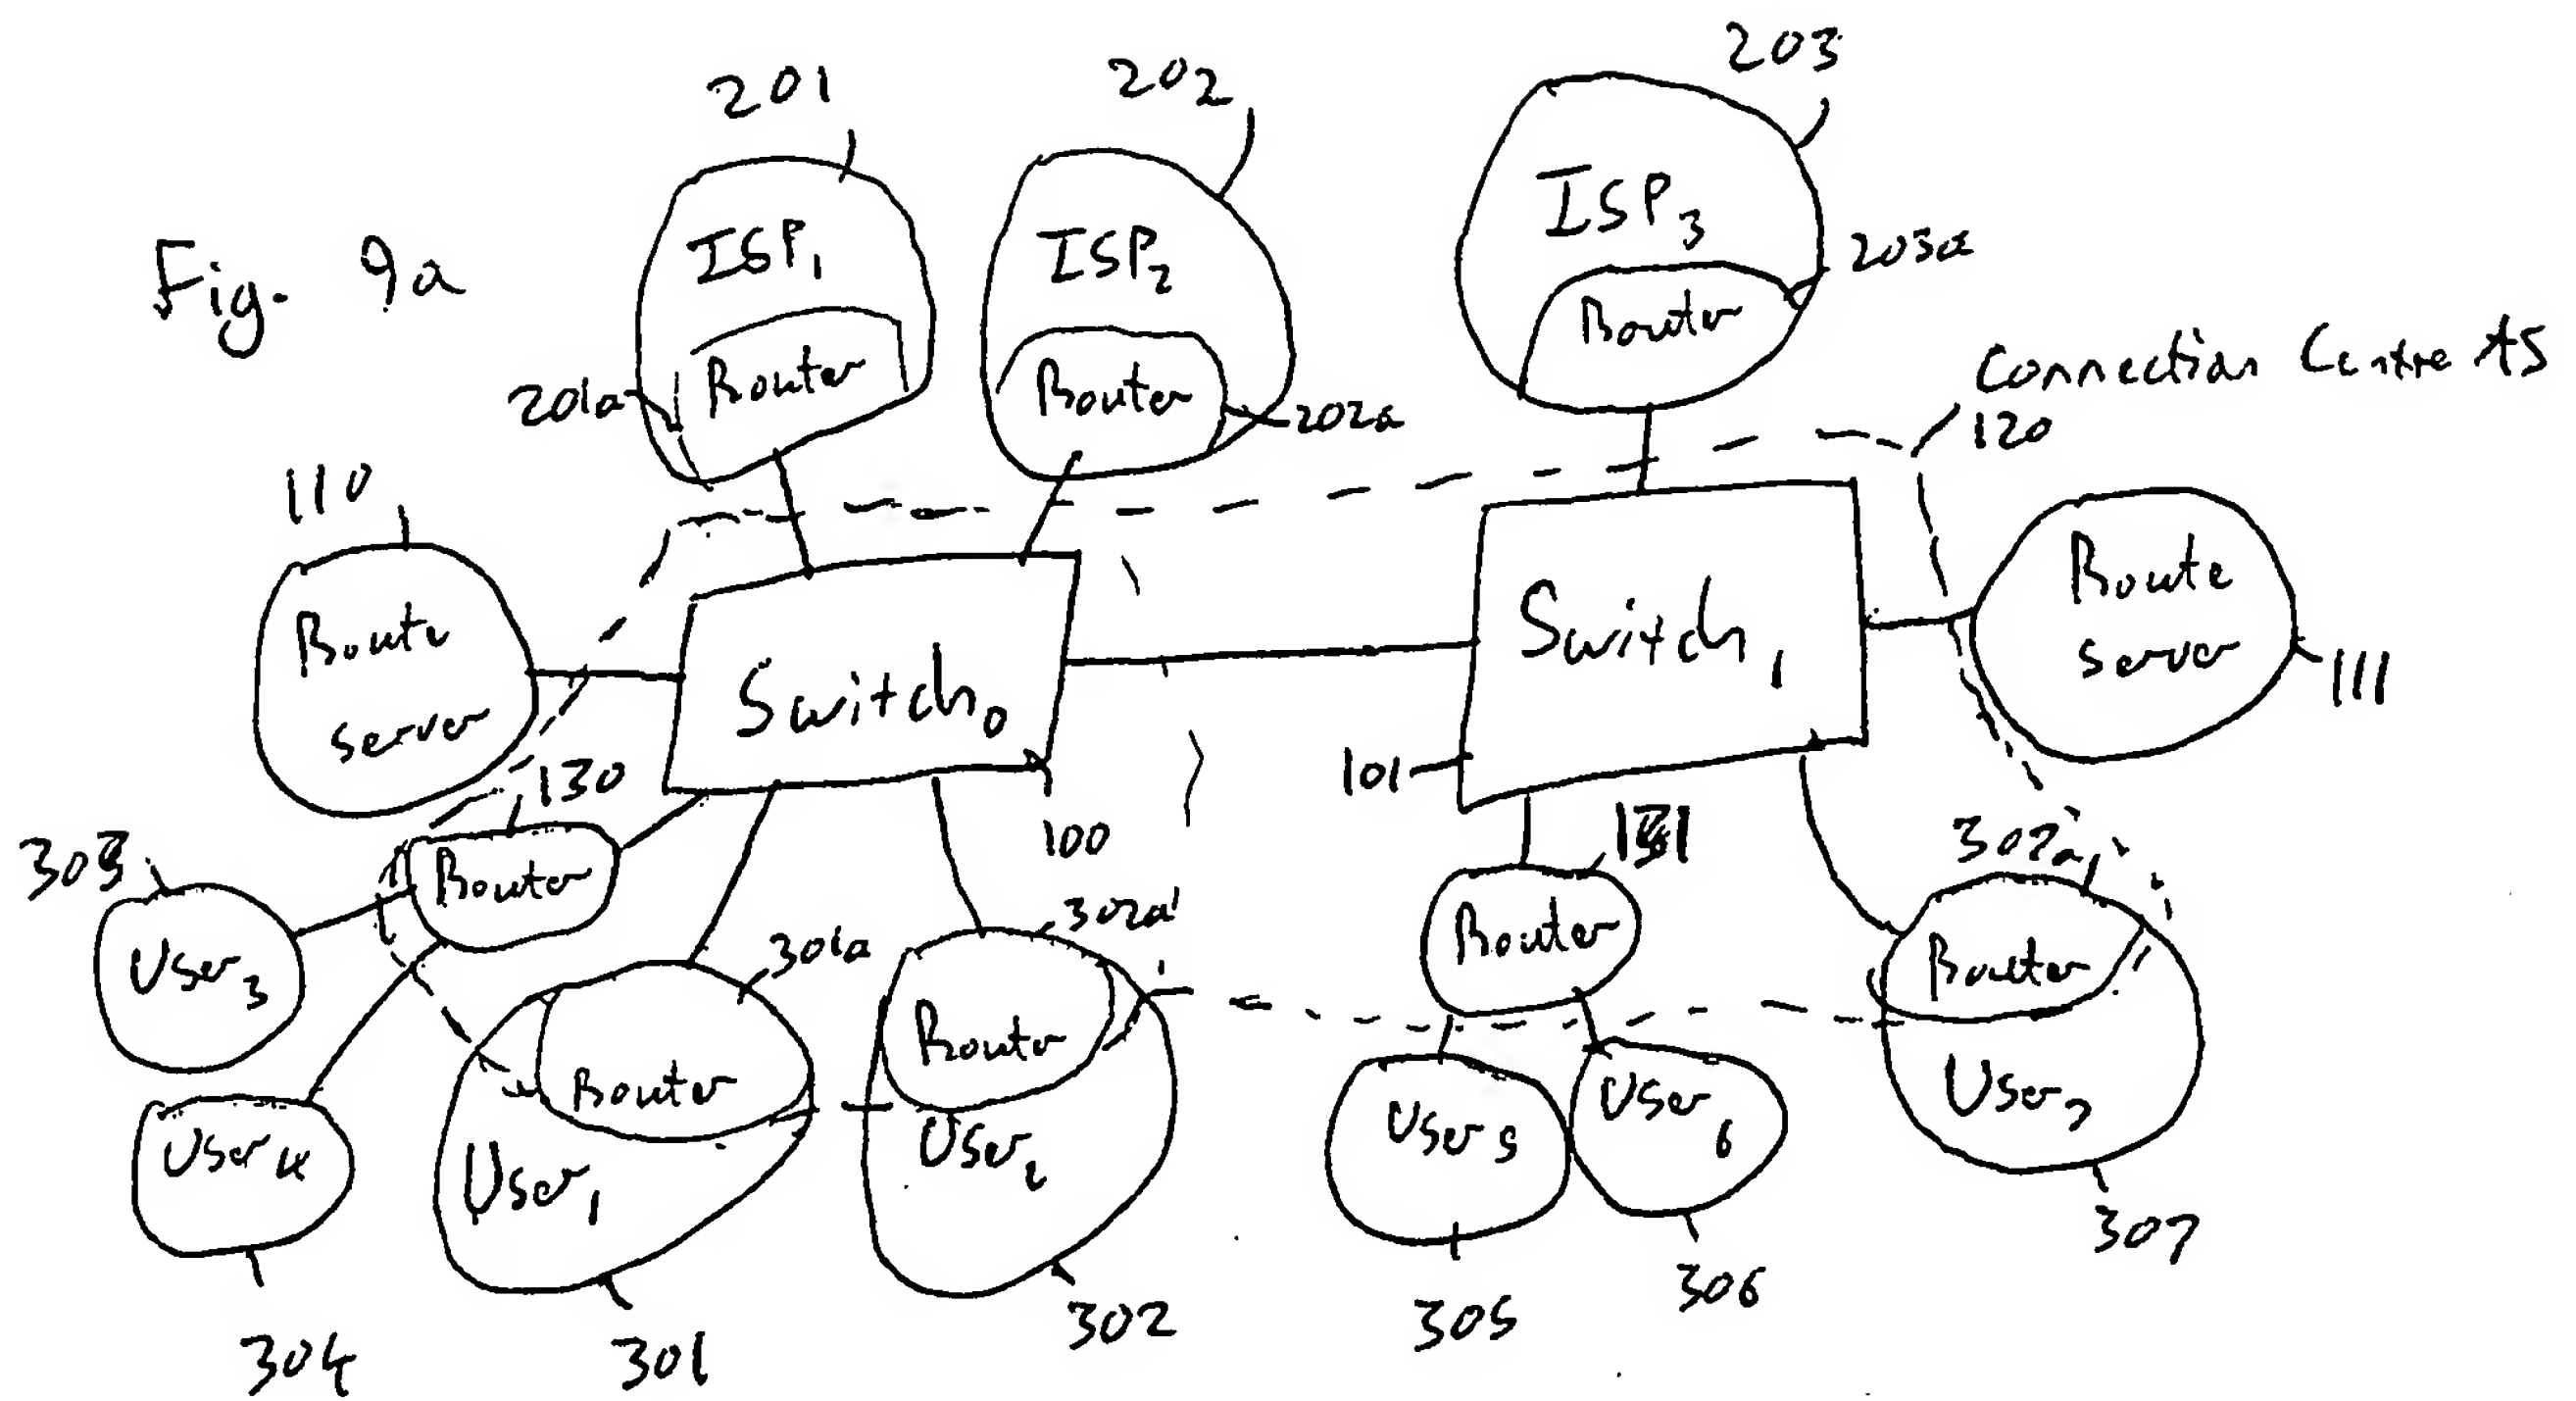 203
201
202
ISP3
Fig. 9a
ISP1
ISP2
203a
Router
Connection Centre AS
120
201a
Router
Router
202a
110
Route
server
Route
server
111
Switch0
Switch1
101
100
130
303
Router
131
302a'
Router
User3
301a
Router
302a'
Router
Router
Router
User4
User1
User2
User5
User6
User7
304
301
302
305
306
307